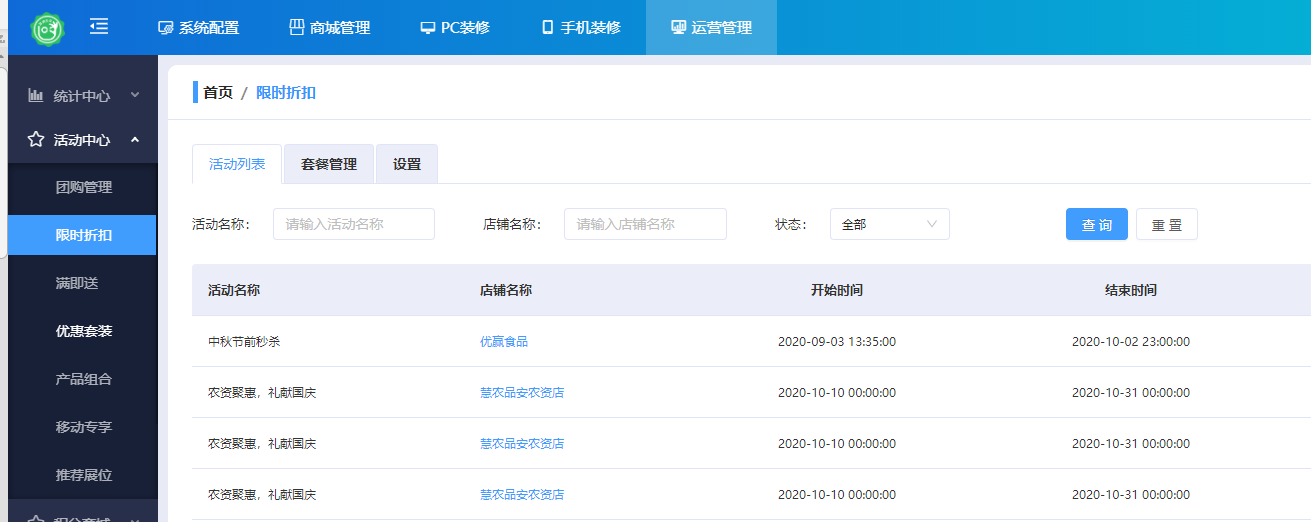 系统配置 商城管理 PC装修 手机装修 运营管理
统计中心
活动中心
团购管理
限时折扣
满即送
优惠套装
产品组合
移动专享
推荐展位
积分商城
首页 / 限时折扣
活动列表 套餐管理 设置
活动名称: 请输入活动名称 店铺名称: 请输入店铺名称 状态: 全部 查询 重置
活动名称 店铺名称 开始时间 结束时间
中秋节前秒杀 优赢食品 2020-09-03 13:35:00 2020-10-02 23:00:00
农资聚惠，礼献国庆 慧农品安农资店 2020-10-10 00:00:00 2020-10-31 00:00:00
农资聚惠，礼献国庆 慧农品安农资店 2020-10-10 00:00:00 2020-10-31 00:00:00
农资聚惠，礼献国庆 慧农品安农资店 2020-10-10 00:00:00 2020-10-31 00:00:00